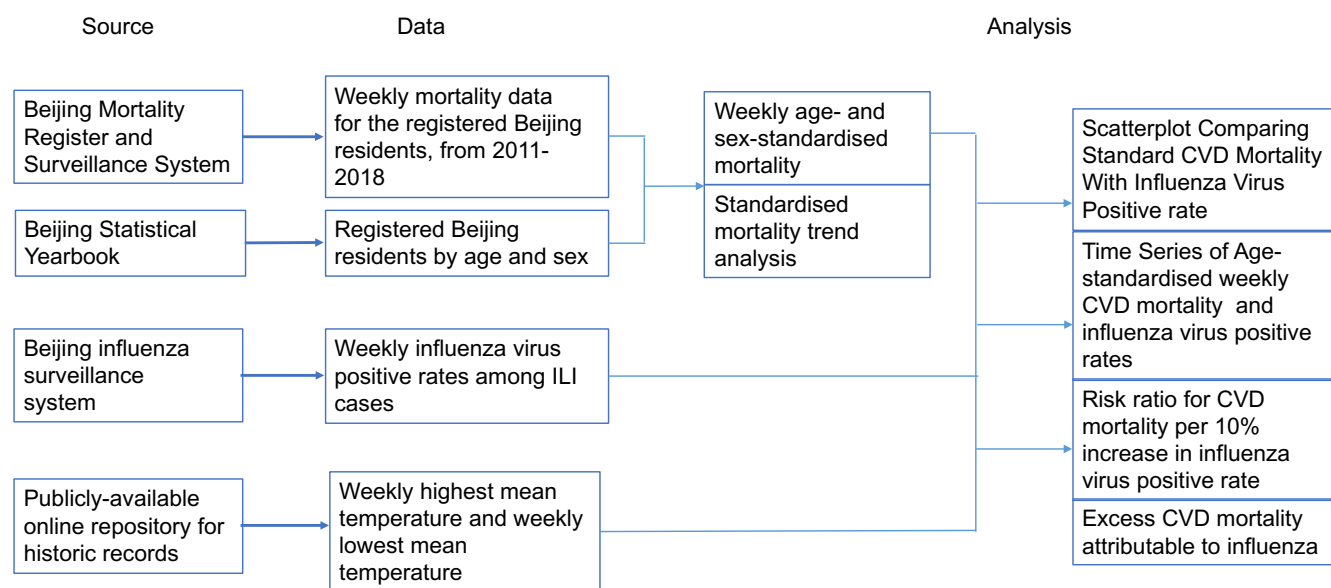 Source
Data
Analysis
Beijing Mortality
Register and
Surveillance System
Weekly mortality data
for the registered Beijing
residents, from 2011-
2018
Weekly age- and
sex-standardised
mortality
Standardised
mortality trend
analysis
Scatterplot Comparing
Standard CVD Mortality
With Influenza Virus
Positive rate
Beijing Statistical
Yearbook
Registered Beijing
residents by age and sex
Time Series of Age-
standardised weekly
CVD mortality  and
influenza virus positive
rates
Beijing influenza
surveillance
system
Weekly influenza virus
positive rates among ILI
cases
Risk ratio for CVD
mortality per 10%
increase in influenza
virus positive rate
Publicly-available
online repository for
historic records
Weekly highest mean
temperature and weekly
lowest mean
temperature
Excess CVD mortality
attributable to influenza